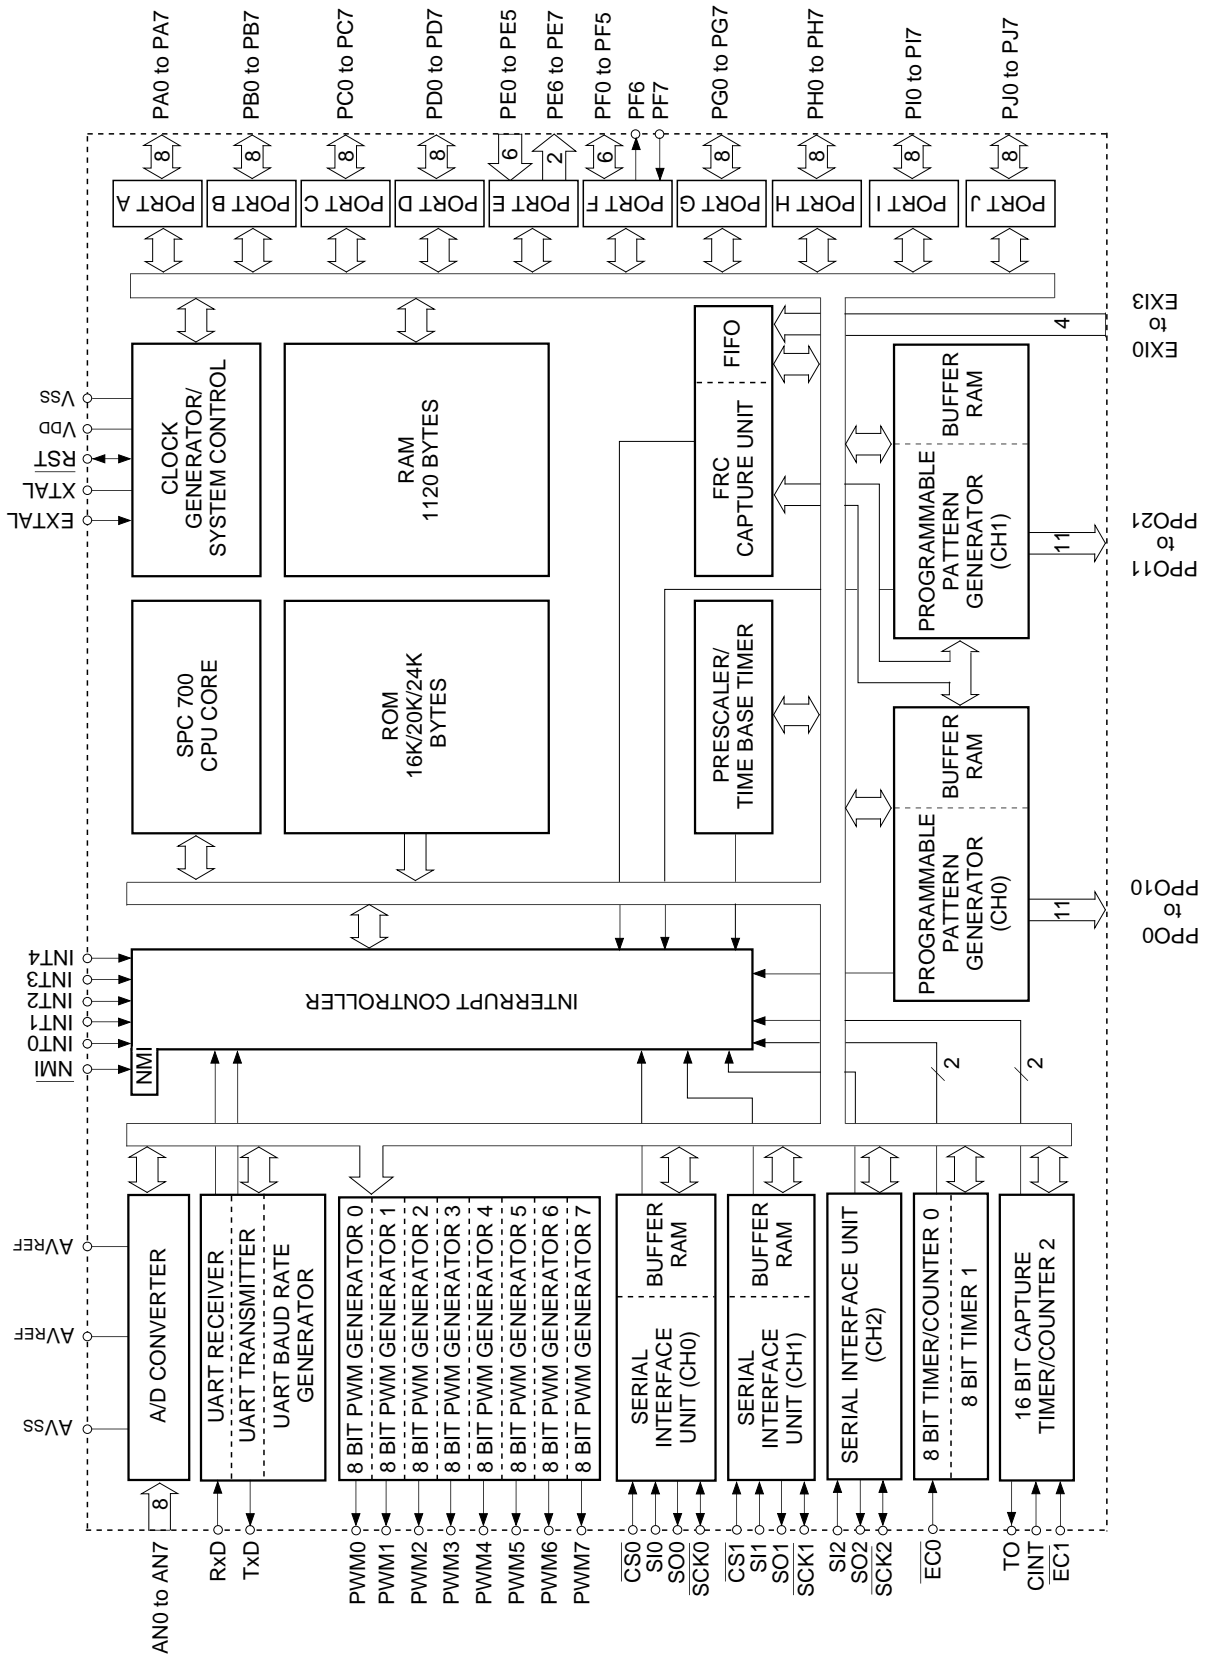 PA0 to PA7
PB0 to PB7
PC0 to PC7
PD0 to PD7
PE0 to PE5
PE6 to PE7
PF0 to PF5
PF6
PF7
PG0 to PG7
PH0 to PH7
PI0 to PI7
PJ0 to PJ7
8
8
8
8
6
2
6
8
8
8
8
PORT A
PORT B
PORT C
PORT D
PORT E
PORT F
PORT G
PORT H
PORT I
PORT J
EXI0
to
EXI3
4
VSS
VDD
RST
XTAL
EXTAL
CLOCK
GENERATOR/
SYSTEM CONTROL
RAM
1120 BYTES
FIFO
FRC
CAPTURE UNIT
BUFFER
RAM
PROGRAMMABLE
PATTERN
GENERATOR
(CH1)
11
PPO11
to
PPO21
SPC 700
CPU CORE
ROM
16K/20K/24K
BYTES
PRESCALER/
TIME BASE TIMER
BUFFER
RAM
PROGRAMMABLE
PATTERN
GENERATOR
(CH0)
11
PPO0
to
PPO10
INT4
INT3
INT2
INT1
INT0
NMI
NMI
INTERRUPT CONTROLLER
2
2
AVREF
AVREF
AVSS
A/D CONVERTER
UART RECEIVER
UART TRANSMITTER
UART BAUD RATE
GENERATOR
8 BIT PWM GENERATOR 0
8 BIT PWM GENERATOR 1
8 BIT PWM GENERATOR 2
8 BIT PWM GENERATOR 3
8 BIT PWM GENERATOR 4
8 BIT PWM GENERATOR 5
8 BIT PWM GENERATOR 6
8 BIT PWM GENERATOR 7
BUFFER
RAM
SERIAL
INTERFACE
UNIT (CH0)
BUFFER
RAM
SERIAL
INTERFACE
UNIT (CH1)
SERIAL INTERFACE UNIT
(CH2)
8 BIT TIMER/COUNTER 0
8 BIT TIMER 1
16 BIT CAPTURE
TIMER/COUNTER 2
8
AN0 to AN7
RxD
TxD
PWM0
PWM1
PWM2
PWM3
PWM4
PWM5
PWM6
PWM7
CS0
SI0
SO0
SCK0
CS1
SI1
SO1
SCK1
SI2
SO2
SCK2
EC0
TO
CINT
EC1